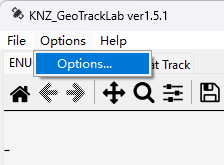 KNZ_GeoTrackLab ver1.5.1
File Options Help
Options...
ENU at Track